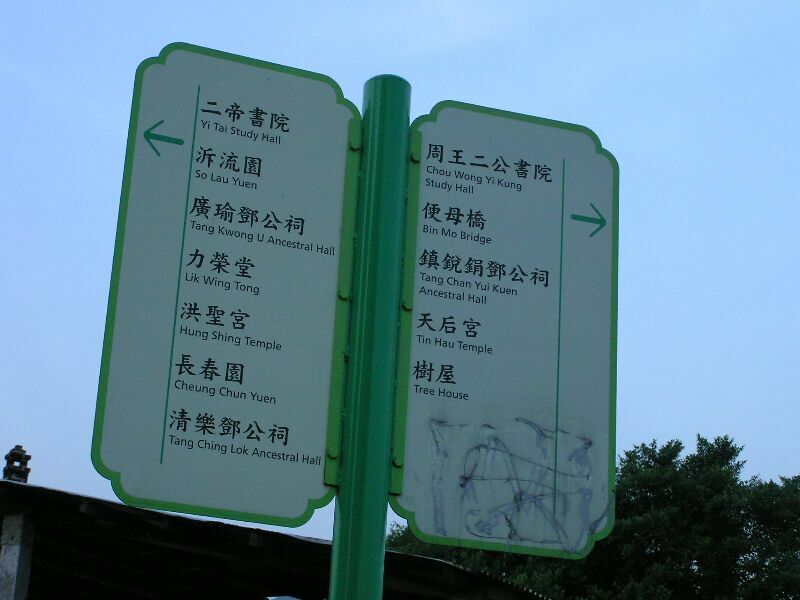 二帝書院
Yi Tai Study Hall
泝流園
So Lau Yuen
廣瑜鄧公祠
Tang Kwong U Ancestral Hall
力榮堂
Lik Wing Tong
洪聖宮
Hung Shing Temple
長春園
Cheung Chun Yuen
清樂鄧公祠
Tang Ching Lok Ancestral Hall
周王二公書院
Chou Wong Yi Kung
Study Hall
便母橋
Bin Mo Bridge
鎮銳鋗鄧公祠
Tang Chan Yui Kuen
Ancestral Hall
天后宮
Tin Hau Temple
樹屋
Tree House